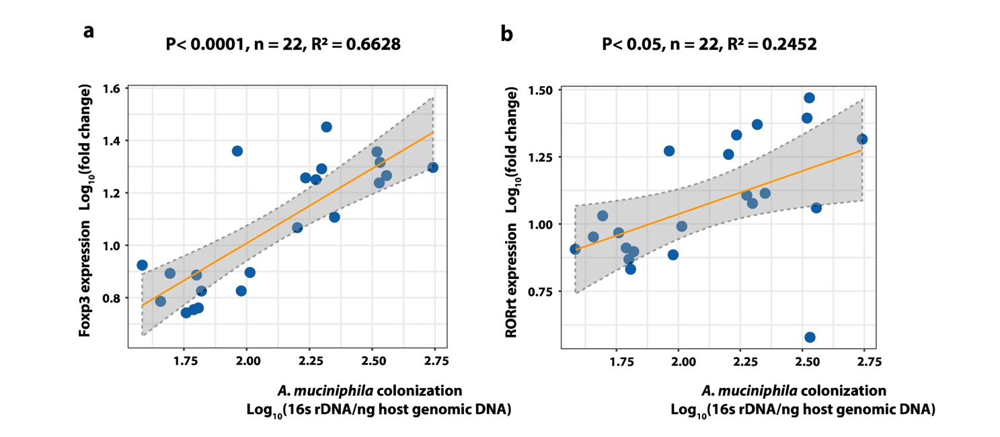 a
P< 0.0001, n = 22, R² = 0.6628
Foxp3 expression Log₁₀(fold change)
1.6
1.4
1.2
1.0
0.8
1.75 2.00 2.25 2.50 2.75
A. muciniphila colonization
Log₁₀(16s rDNA/ng host genomic DNA)
b
P< 0.05, n = 22, R² = 0.2452
RORrt expression Log₁₀(fold change)
1.50
1.25
1.00
0.75
1.75 2.00 2.25 2.50 2.75
A. muciniphila colonization
Log₁₀(16s rDNA/ng host genomic DNA)